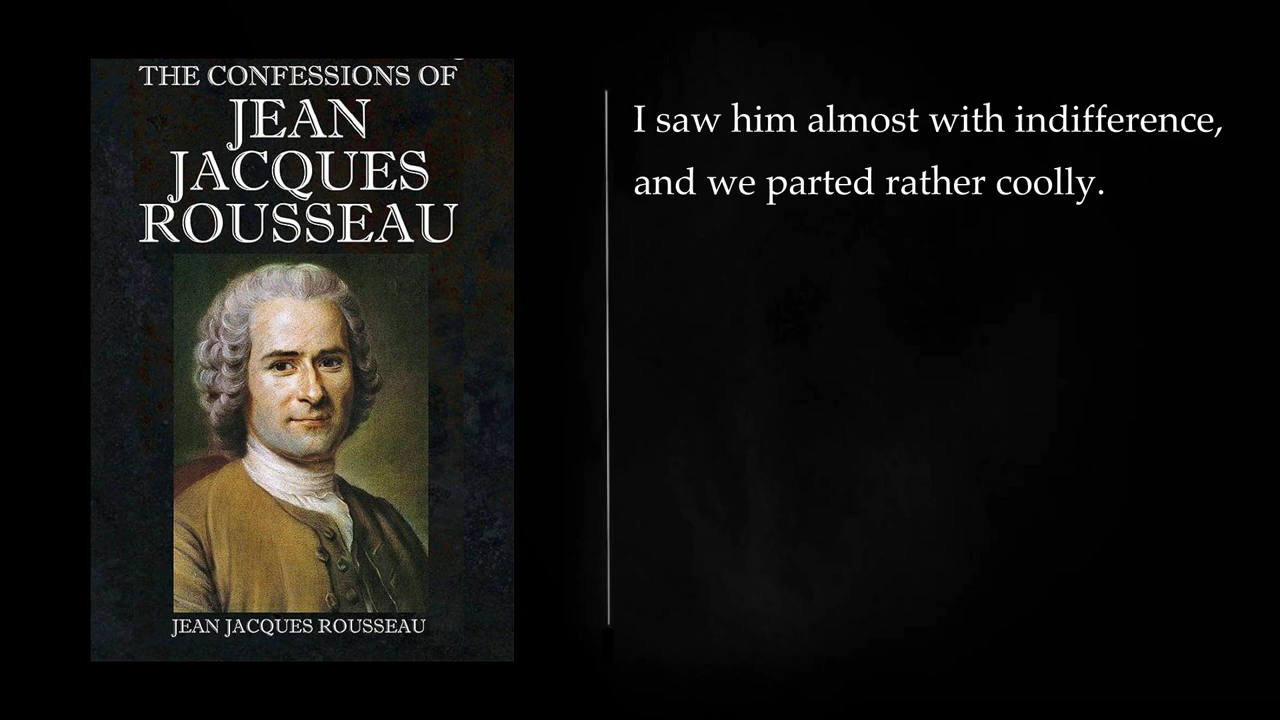 THE CONFESSIONS OF
JEAN
JACQUES
ROUSSEAU
JEAN JACQUES ROUSSEAU
I saw him almost with indifference,
and we parted rather coolly.